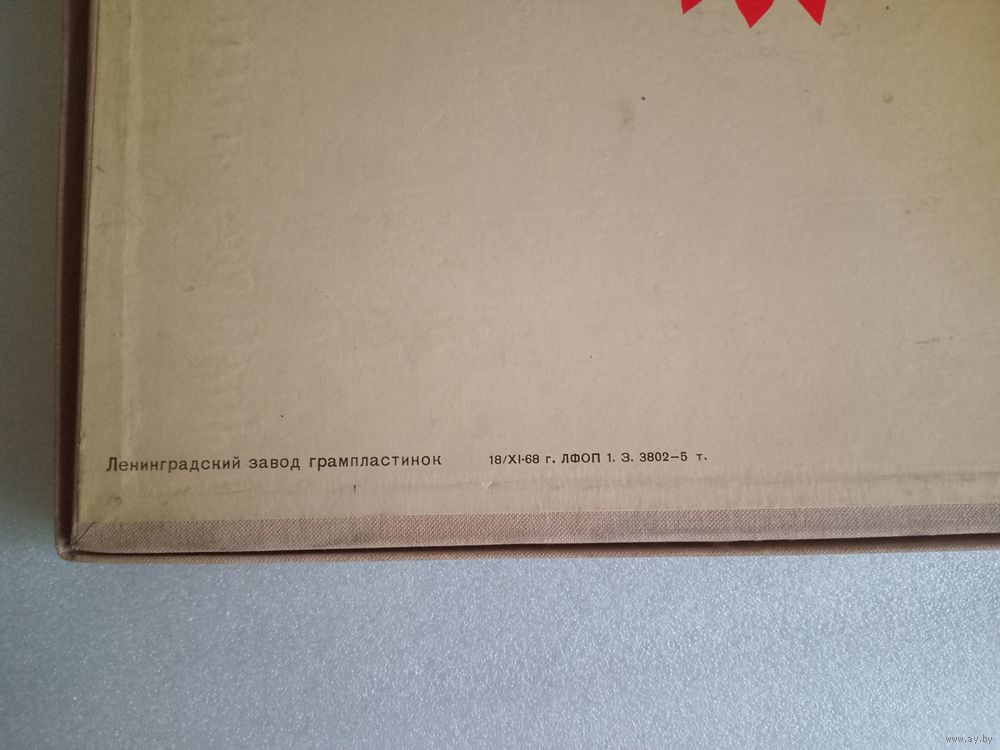 Ленинградский завод грампластинок 18/XI-68 г. ЛФОП 1. З. 3802—5 т.
www.ay.by